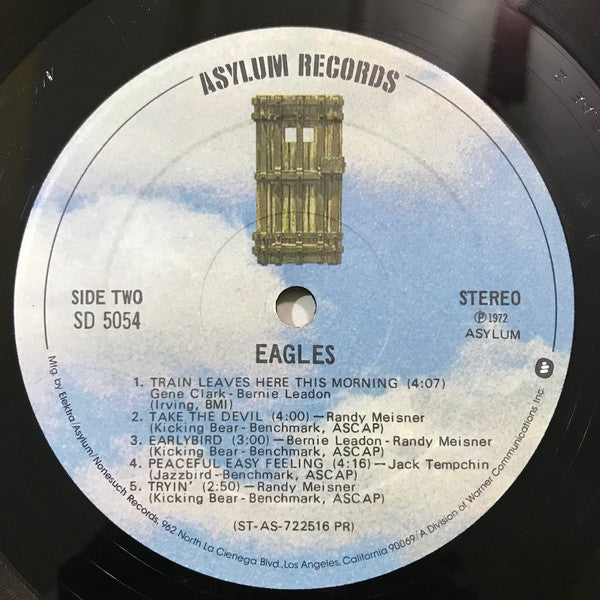 ASYLUM RECORDS
SIDE TWO
SD 5054
STEREO
℗ 1972
ASYLUM
EAGLES
1. TRAIN LEAVES HERE THIS MORNING (4:07)
Gene Clark - Bernie Leadon
(Irving, BMI)
2. TAKE THE DEVIL (4:00) — Randy Meisner
(Kicking Bear - Benchmark, ASCAP)
3. EARLYBIRD (3:00) — Bernie Leadon - Randy Meisner
(Kicking Bear - Benchmark, ASCAP)
4. PEACEFUL EASY FEELING (4:16) — Jack Tempchin
(Jazzbird - Benchmark, ASCAP)
5. TRYIN' (2:50) — Randy Meisner
(Kicking Bear - Benchmark, ASCAP)
(ST-AS-722516 PR)
Mfg. by Elektra/Asylum/Nonesuch Records, 962 North La Cienega Blvd., Los Angeles, California 90069/A Division of Warner Communications Inc.